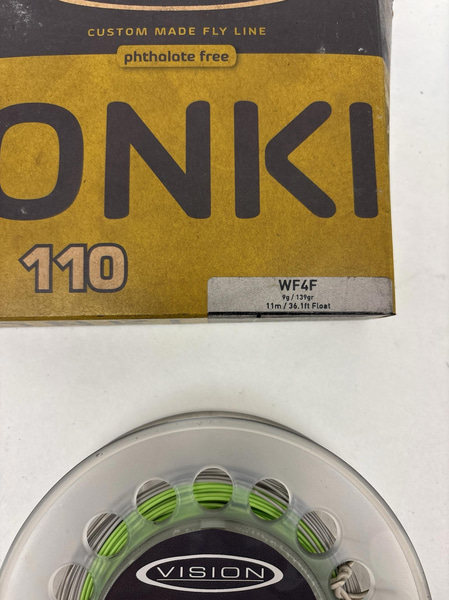 CUSTOM MADE FLY LINE
phthalate free
ONKI
110
WF4F
9g / 139gr
11m / 36.1ft Float
VISION